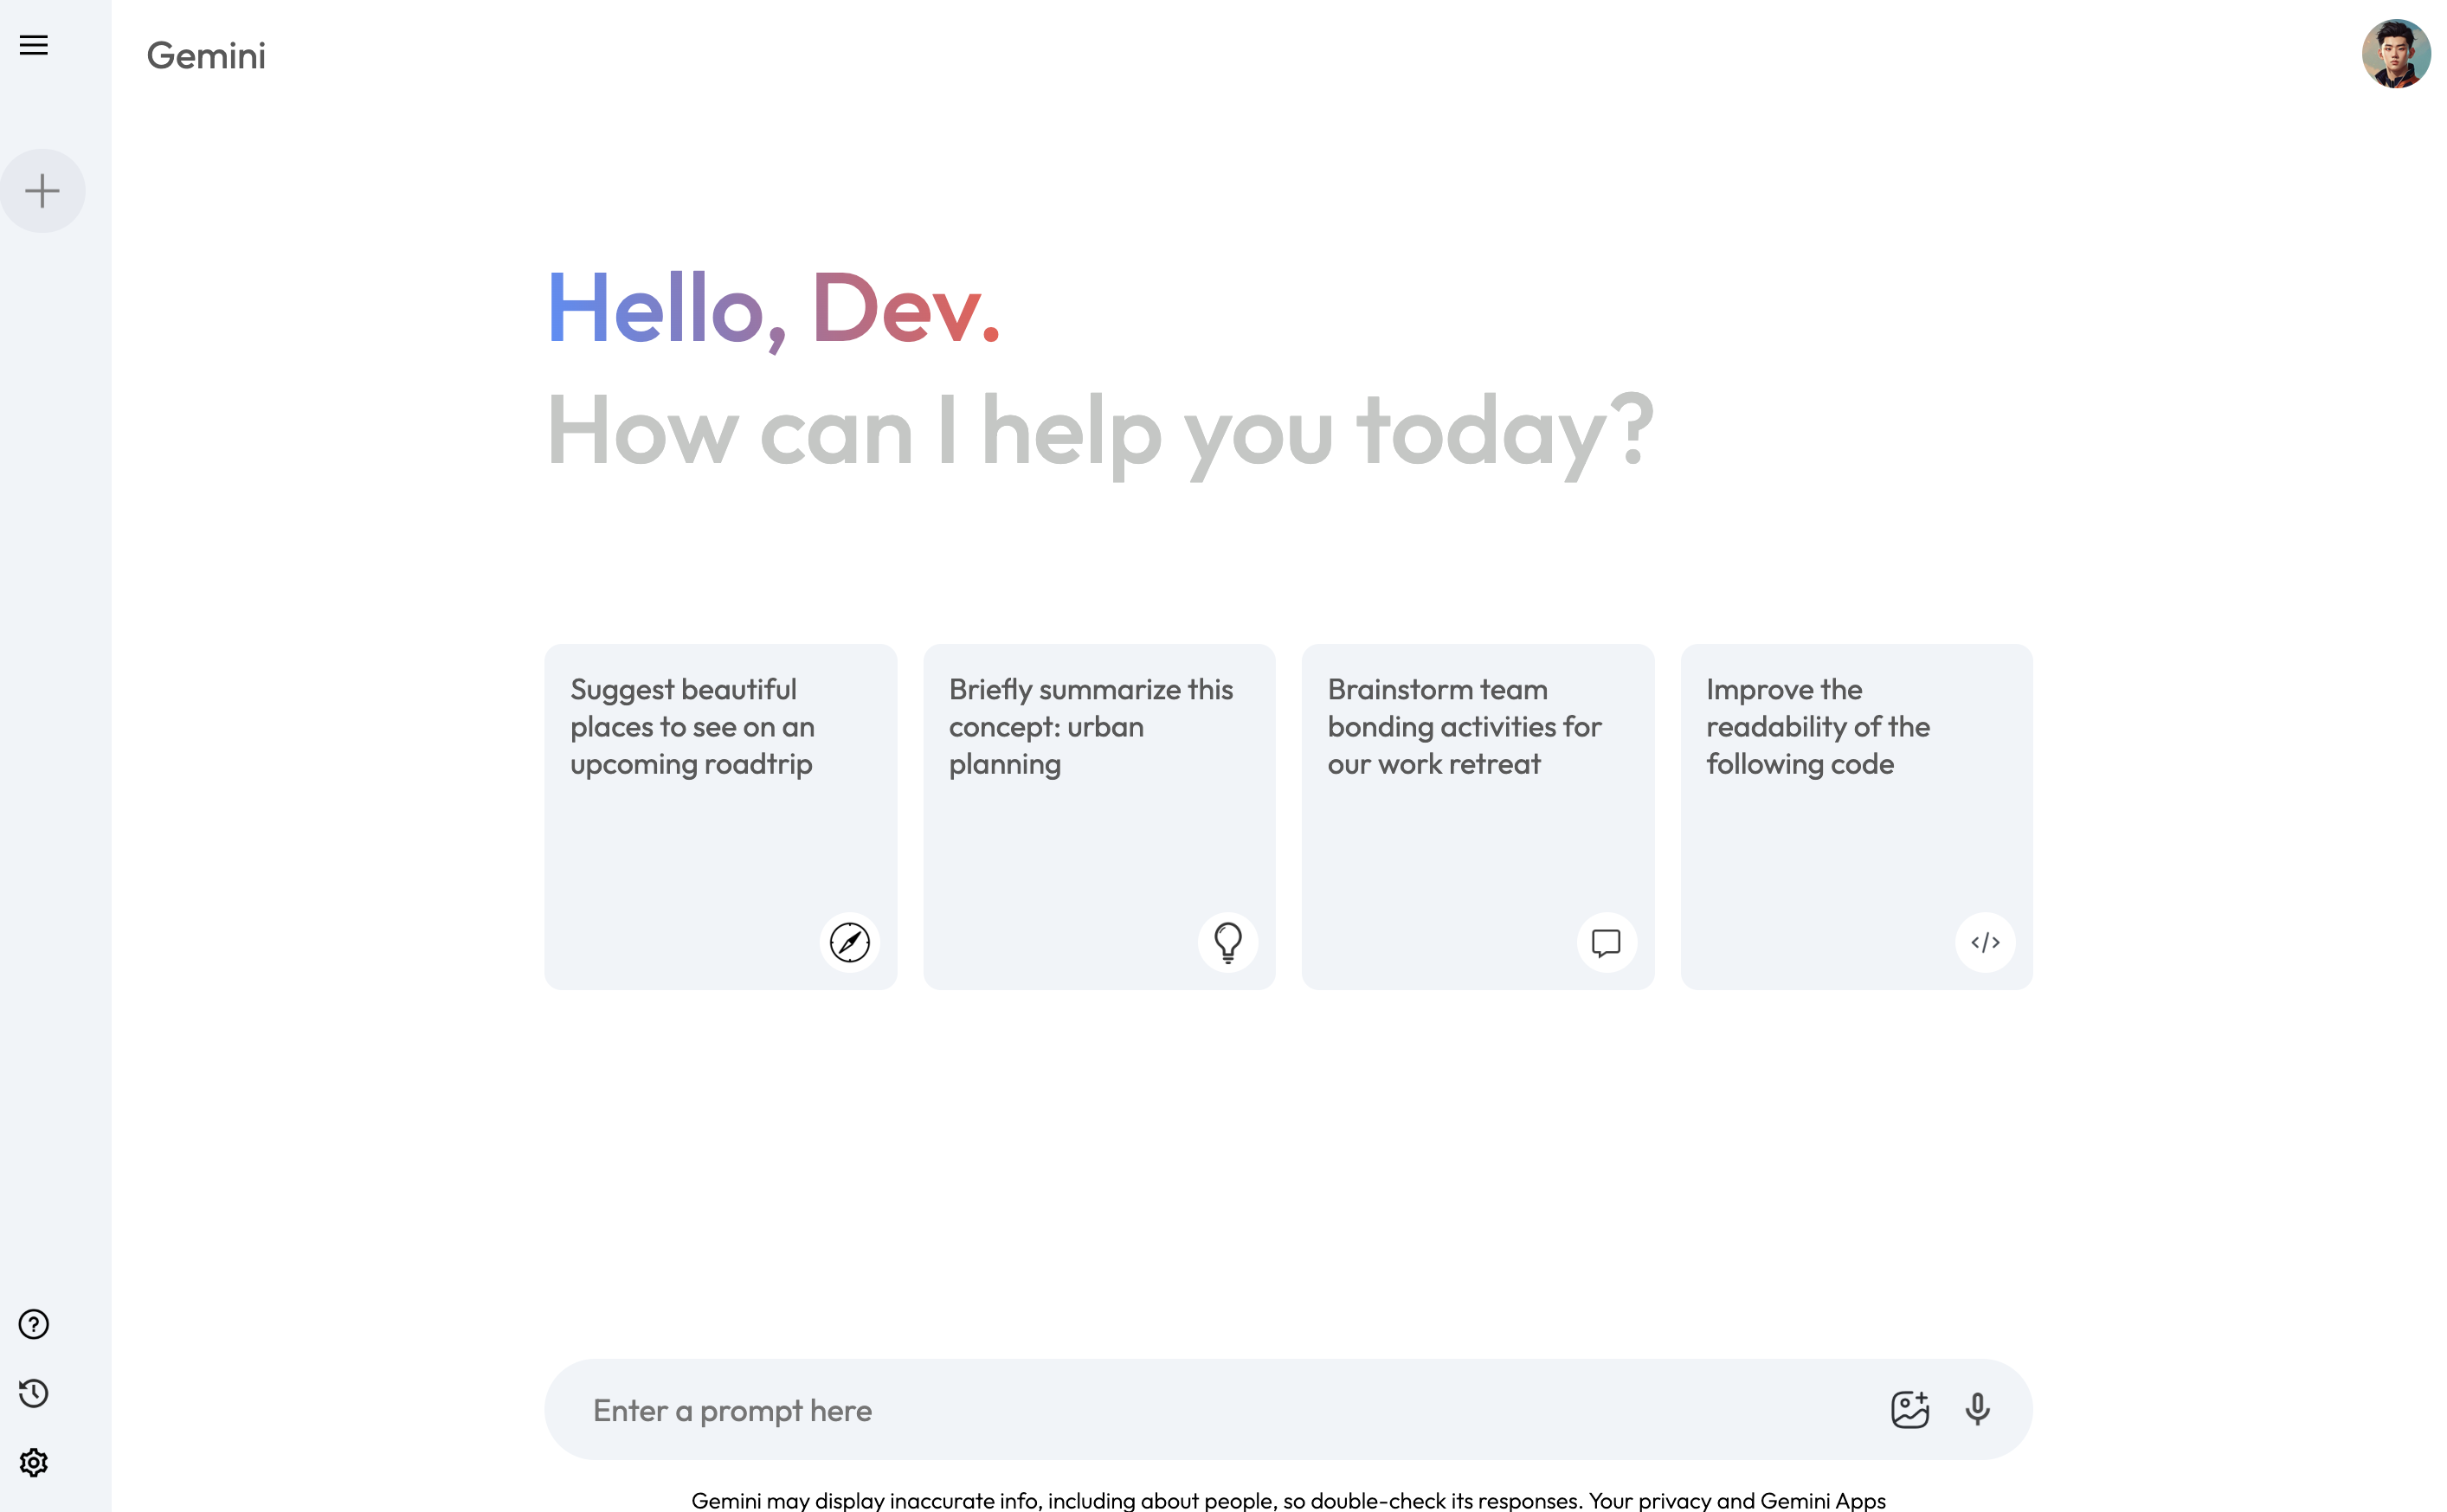 Gemini
Hello, Dev.
How can I help you today?
Suggest beautiful
places to see on an
upcoming roadtrip
Briefly summarize this
concept: urban
planning
Brainstorm team
bonding activities for
our work retreat
Improve the
readability of the
following code
Enter a prompt here
Gemini may display inaccurate info, including about people, so double-check its responses. Your privacy and Gemini Apps